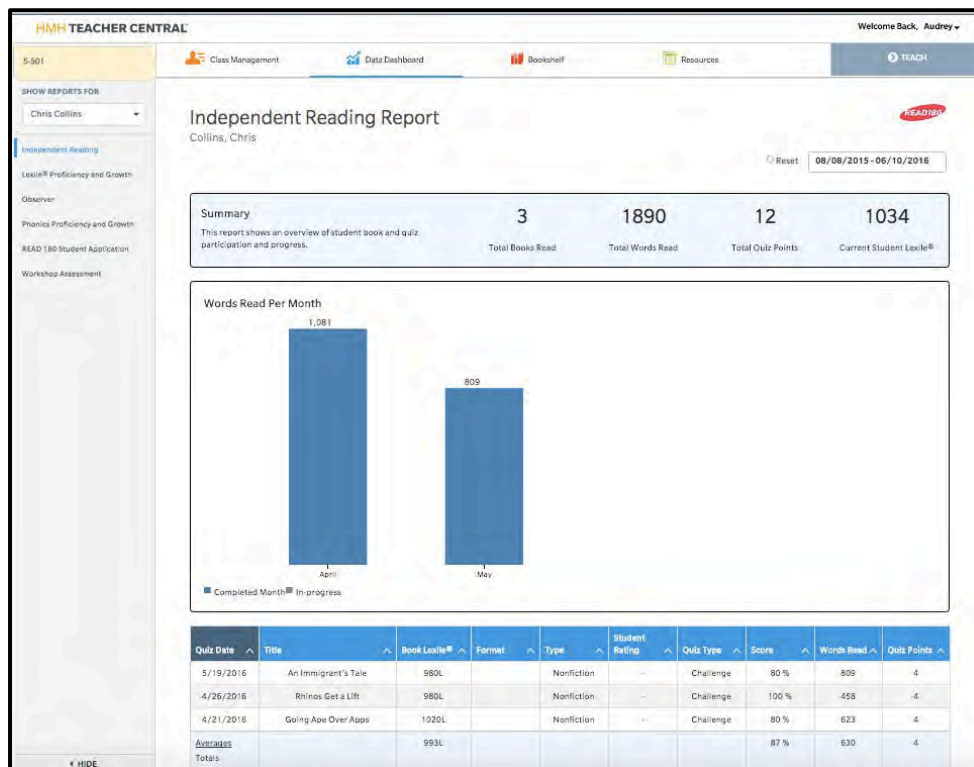 HMH TEACHER CENTRAL
Welcome Back, Audrey
5-501
Class Management
Data Dashboard
Bookshelf
Resources
TEACH
SHOW REPORTS FOR
Chris Collins
Independent Reading
Lexile® Proficiency and Growth
Observer
Phonics Proficiency and Growth
READ 180 Student Application
Workshop Assessment
HIDE
Independent Reading Report
Collins, Chris
READ180
Reset 08/08/2015-06/10/2016
Summary
This report shows an overview of student book and quiz
participation and progress.
3 1890 12 1034
Total Books Read Total Words Read Total Quiz Points Current Student Lexile®
Words Read Per Month
1,081
809
April May
Completed Month In-progress
Quiz Date Title Book Lexile® Format Type Student Rating Quiz Type Score Words Read Quiz Points
5/19/2016 An Immigrant's Tale 980L Nonfiction - Challenge 80 % 809 4
4/26/2016 Rhinos Get a Lift 980L Nonfiction - Challenge 100 % 458 4
4/21/2016 Going Ape Over Apps 1020L Nonfiction - Challenge 80 % 623 4
Averages 993L 87 % 630 4
Totals